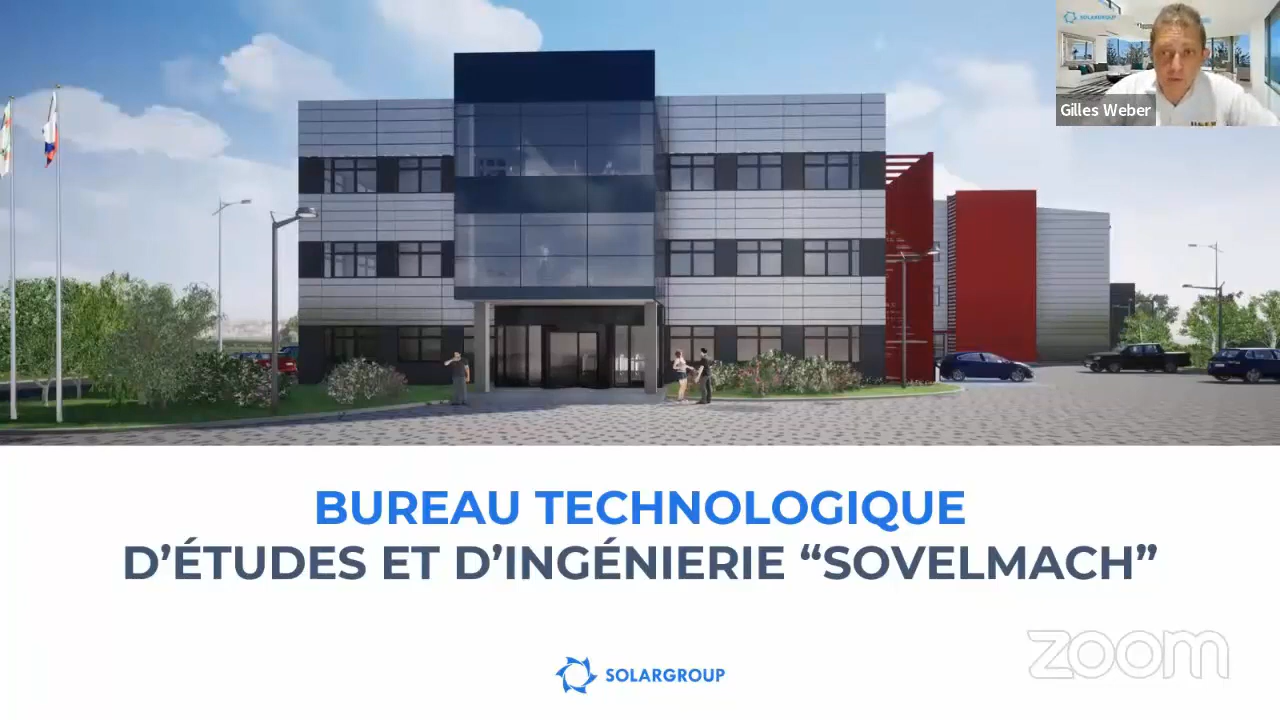 SOLARGROUP
Gilles Weber
BUREAU TECHNOLOGIQUE
D’ÉTUDES ET D’INGÉNIERIE “SOVELMACH”
zoom
SOLARGROUP